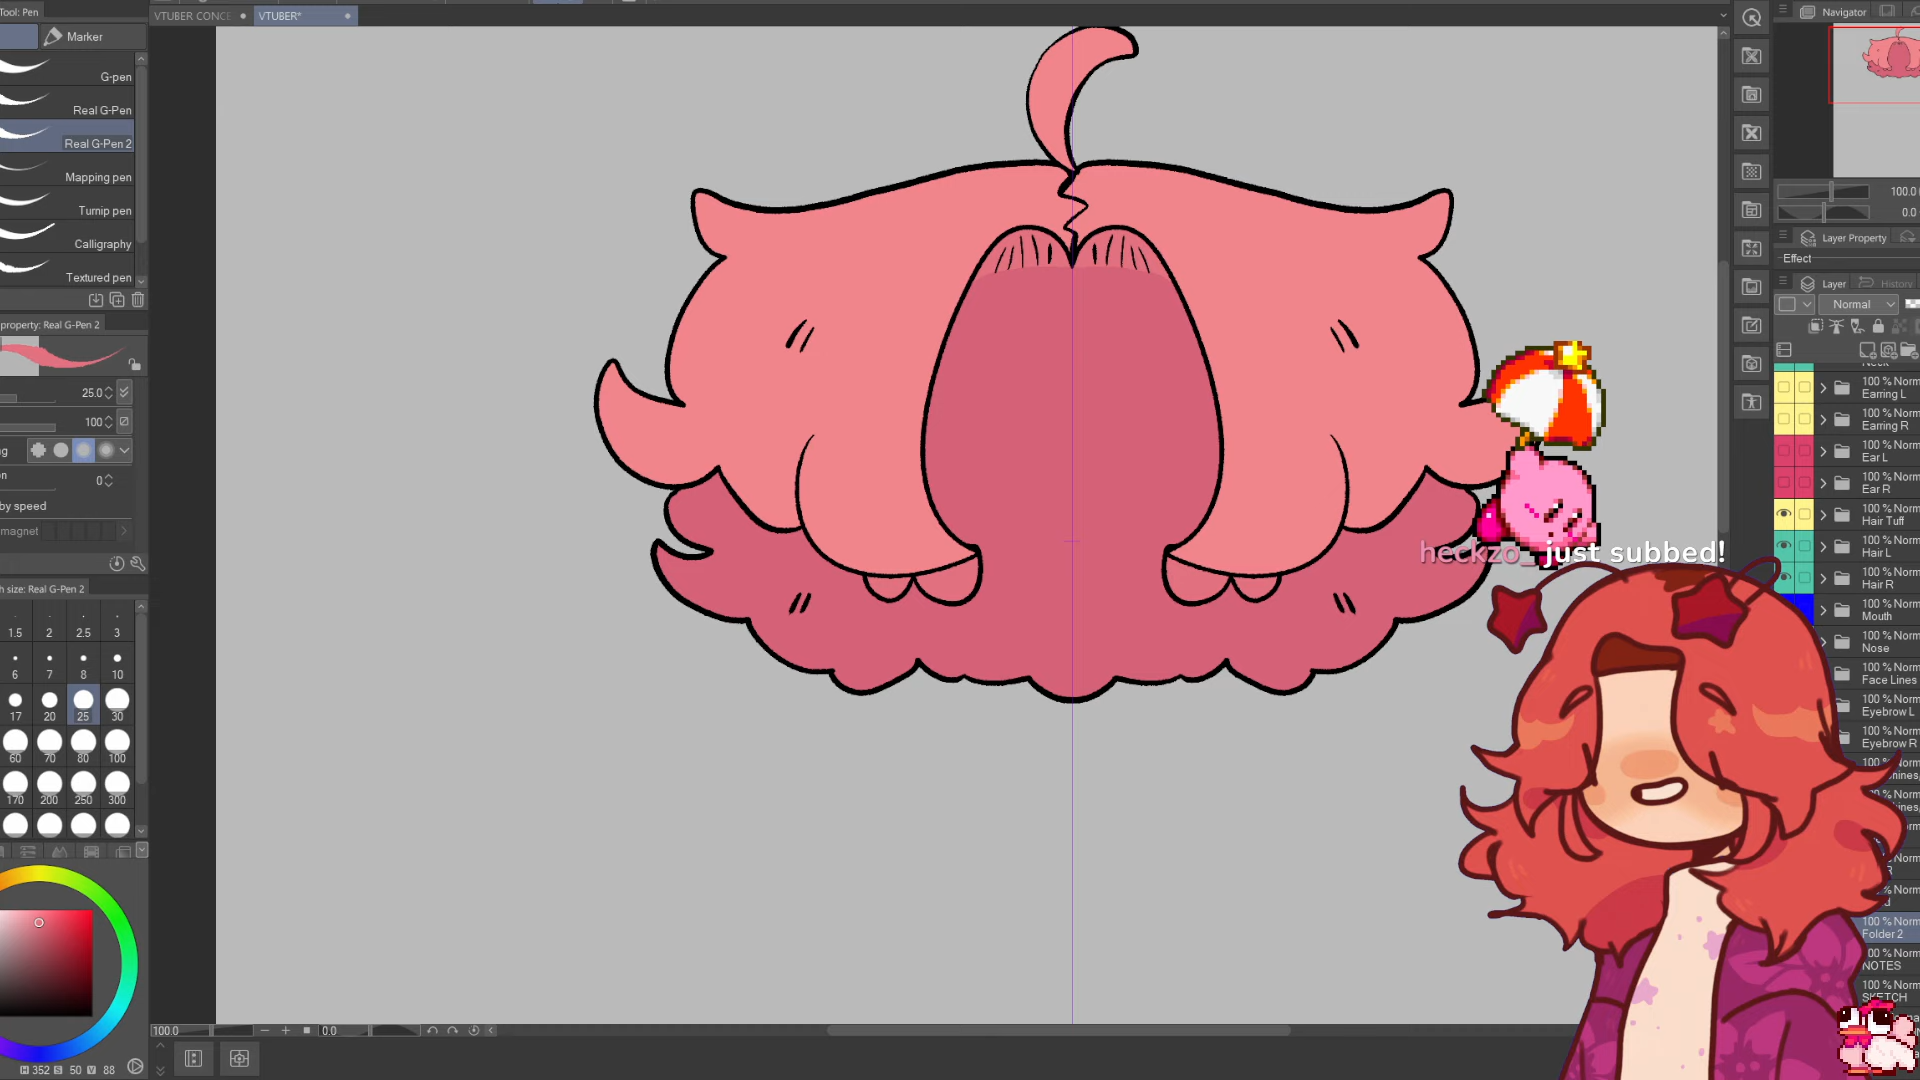 Tool: Pen
Marker
G-pen
Real G-Pen
Real G-Pen 2
Mapping pen
Turnip pen
Calligraphy
Textured pen
property: Real G-Pen 2
25.0
100
0
by speed
magnet
size: Real G-Pen 2
1.5 2 2.5 3
6 7 8 10
17 20 25 30
60 70 80 100
170 200 250 300
H 352 S 50 V 88
VTUBER CONCE
VTUBER*
100.0
0.0
heckzo_ just subbed!
Navigator
100.0
0.0
Layer Property
Effect
Layer
History
Normal
100 % Norm
Earring L
100 % Norm
Earring R
100 % Norm
Ear L
100 % Norm
Ear R
100 % Norm
Hair Tuff
100 % Norm
Hair L
100 % Norm
Hair R
100 % Norm
Mouth
100 % Norm
Nose
100 % Norm
Face Lines
100 % Norm
Eyebrow L
100 % Norm
Eyebrow R
100 % Norm
100 % Norm
100 % Norm
Folder 2
100 % Norm
NOTES
100 % Norm
SKETCH